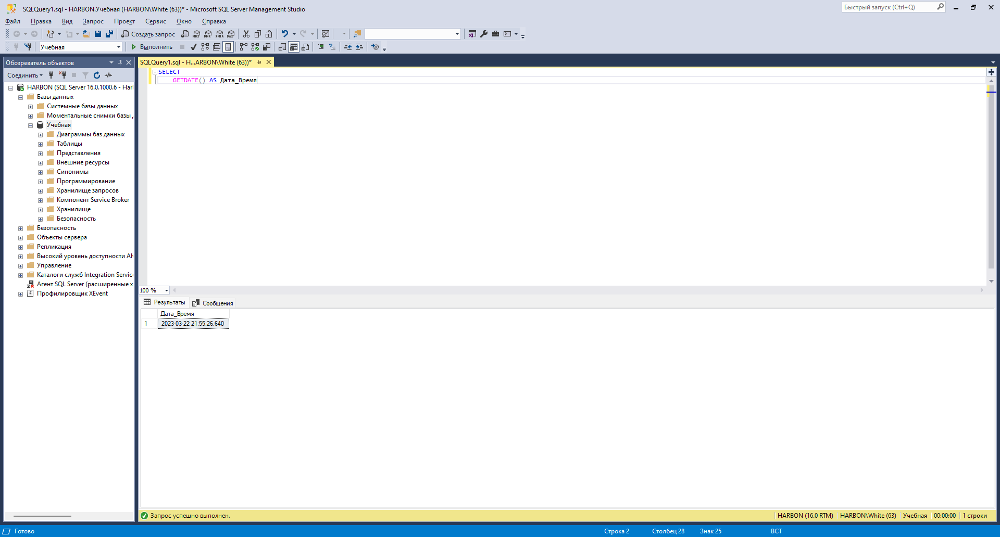 SQLQuery1.sql - HARBON.Учебная (HARBON\White (63))* - Microsoft SQL Server Management Studio
Быстрый запуск (Ctrl+Q)
Файл Правка Вид Запрос Проект Сервис Окно Справка
Создать запрос MDX DMX XMLA DAX
Учебная Выполнить
Обозреватель объектов
SQLQuery1.sql - H...ARBON\White (63))*
Соединить
SELECT
GETDATE() AS Дата_Время
HARBON (SQL Server 16.0.1000.6 - Harl
Базы данных
Системные базы данных
Моментальные снимки базы
Учебная
Диаграммы баз данных
Таблицы
Представления
Внешние ресурсы
Синонимы
Программирование
Хранилище запросов
Компонент Service Broker
Хранилище
Безопасность
Безопасность
Объекты сервера
Репликация
Высокий уровень доступности Al
Управление
Каталоги служб Integration Servic
Агент SQL Server (расширенные х
Профилировщик XEvent
100 %
Результаты Сообщения
Дата_Время
1 2023-03-22 21:55:26.640
Запрос успешно выполнен.
HARBON (16.0 RTM) HARBON\White (63) Учебная 00:00:00 1 строки
Готово
Строка 2 Столбец 28 Знак 25 ВСТ